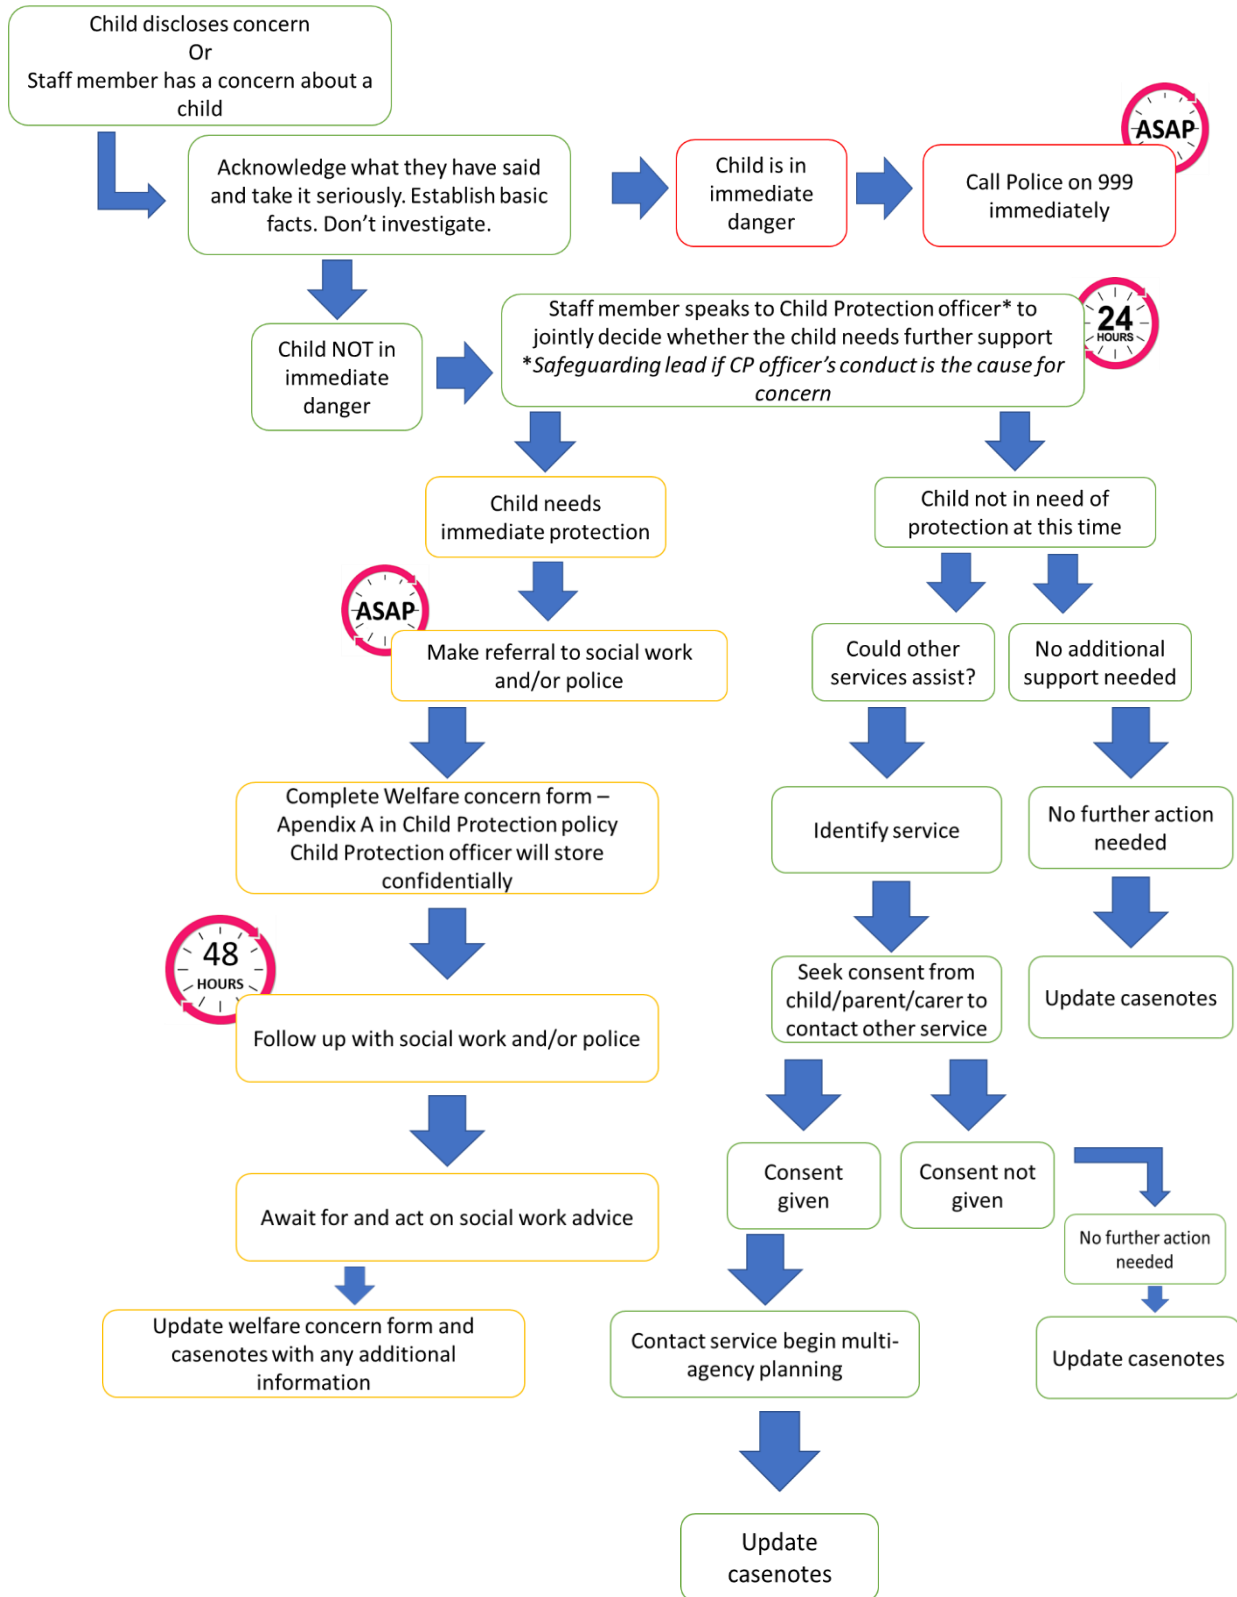 Child discloses concern
Or
Staff member has a concern about a
child
Acknowledge what they have said
and take it seriously. Establish basic
facts. Don’t investigate.
Child is in
immediate
danger
ASAP
Call Police on 999
immediately
Child NOT in
immediate
danger
Staff member speaks to Child Protection officer* to
jointly decide whether the child needs further support
*Safeguarding lead if CP officer’s conduct is the cause for
concern
24
HOURS
Child needs
immediate protection
Child not in need of
protection at this time
ASAP
Make referral to social work
and/or police
Could other
services assist?
No additional
support needed
Complete Welfare concern form –
Apendix A in Child Protection policy
Child Protection officer will store
confidentially
Identify service
No further action
needed
48
HOURS
Follow up with social work and/or police
Seek consent from
child/parent/carer to
contact other service
Update casenotes
Await for and act on social work advice
Consent
given
Consent not
given
No further action
needed
Update welfare concern form and
casenotes with any additional
information
Contact service begin multi-
agency planning
Update casenotes
Update
casenotes